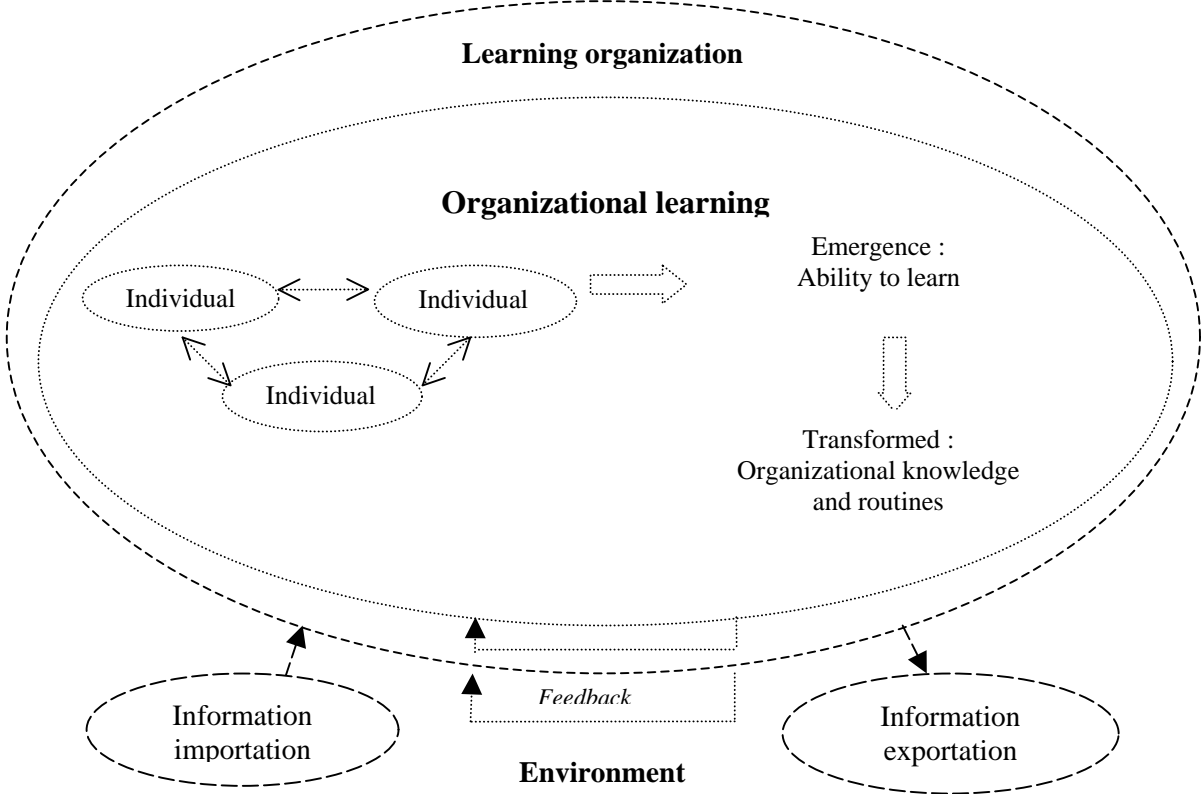 Learning organization
Organizational learning
Emergence :
Ability to learn
Individual
Individual
Individual
Transformed :
Organizational knowledge
and routines
Feedback
Information
importation
Information
exportation
Environment